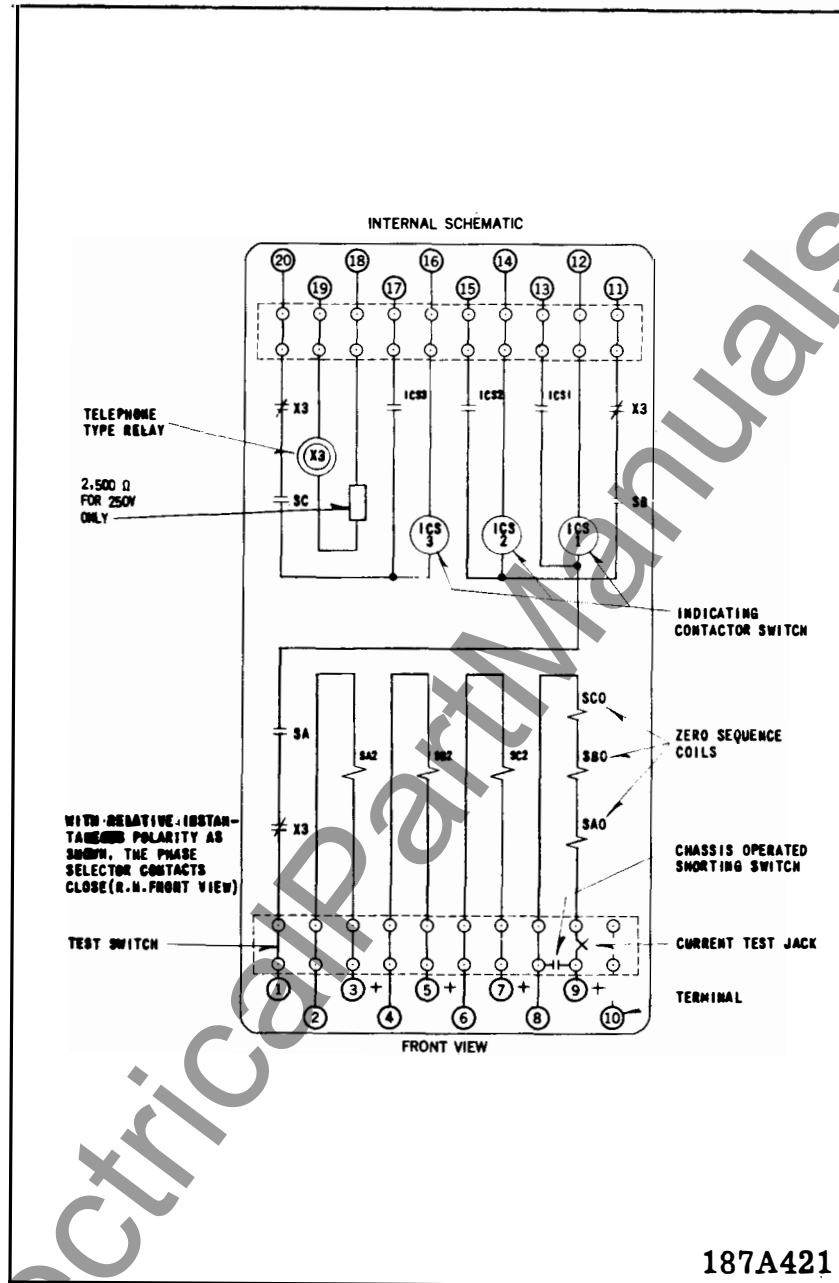 INTERNAL SCHEMATIC
20
18
16
14
12
19
17
15
13
11
X3
ICS3
ICS2
ICS1
X3
TELEPHONE
TYPE RELAY
X3
2,500 Ω
FOR 250V
ONLY
SC
SB
ICS
3
ICS
2
ICS
1
INDICATING
CONTACTOR SWITCH
SA
SA2
SB2
SC2
SCO
SBO
SAO
ZERO SEQUENCE
COILS
WITH RELATIVE INSTAN-
TANEOUS POLARITY AS
SHOWN, THE PHASE
SELECTOR CONTACTS
CLOSE(R.H.FRONT VIEW)
X3
CHASSIS OPERATED
SHORTING SWITCH
TEST SWITCH
CURRENT TEST JACK
1
3 +
5 +
7 +
9 +
2
4
6
8
10
TERMINAL
FRONT VIEW
187A421
ectricalPartManuals